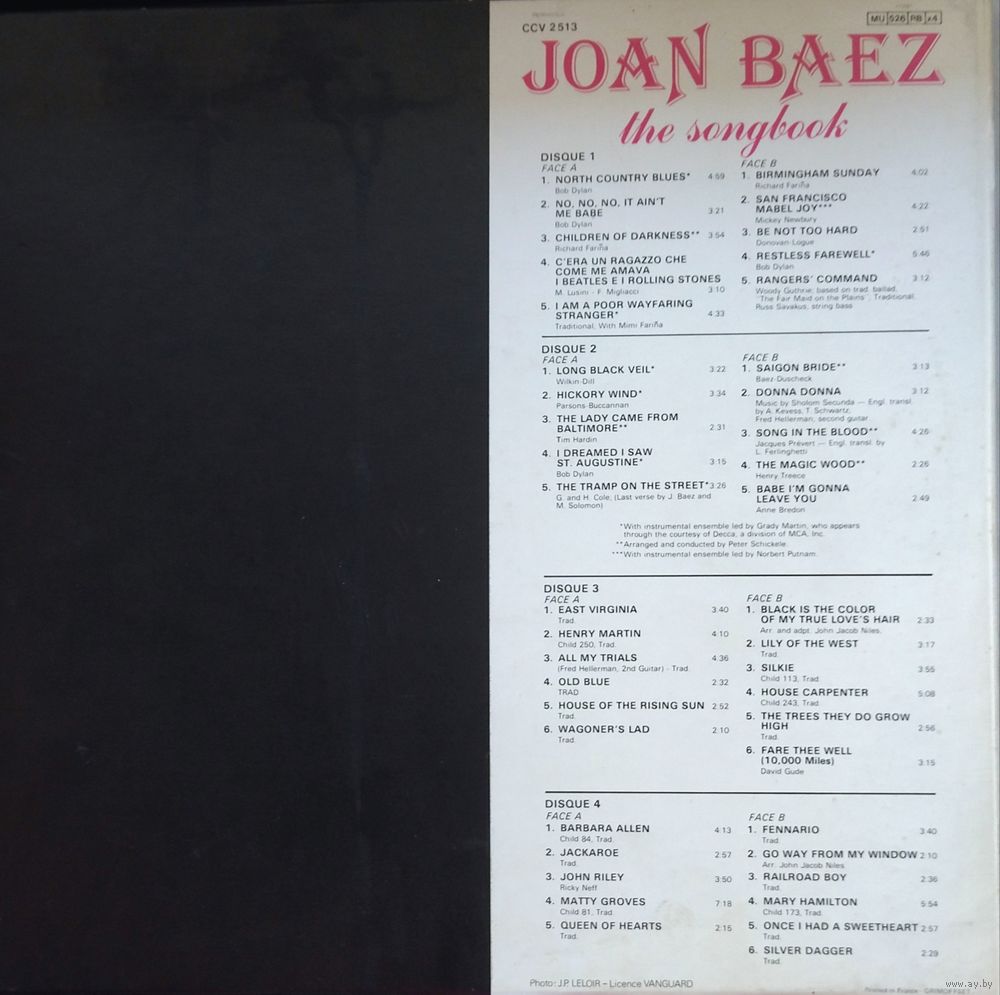 CCV 2513
MU 026 PB x4
JOAN BAEZ
the songbook
DISQUE 1
FACE A
1. NORTH COUNTRY BLUES* 4:59
Bob Dylan
2. NO, NO, NO, IT AIN'T
ME BABE 3:21
Bob Dylan
3. CHILDREN OF DARKNESS** 3:54
Richard Fariña
4. C'ERA UN RAGAZZO CHE
COME ME AMAVA
I BEATLES E I ROLLING STONES
M. Lusini - F. Migliacci 3:10
5. I AM A POOR WAYFARING
STRANGER* 4:33
Traditional, With Mimi Fariña
FACE B
1. BIRMINGHAM SUNDAY 4:02
Richard Fariña
2. SAN FRANCISCO
MABEL JOY*** 4:22
Mickey Newbury
3. BE NOT TOO HARD 2:51
Donovan-Logue
4. RESTLESS FAREWELL* 5:46
Bob Dylan
5. RANGERS' COMMAND 3:12
Woody Guthrie; based on trad. ballad,
"The Fair Maid on the Plains", Traditional.
Russ Savakus, string bass
DISQUE 2
FACE A
1. LONG BLACK VEIL* 3:22
Wilkin-Dill
2. HICKORY WIND* 3:34
Parsons-Buccannan
3. THE LADY CAME FROM
BALTIMORE** 2:31
Tim Hardin
4. I DREAMED I SAW
ST. AUGUSTINE* 3:15
Bob Dylan
5. THE TRAMP ON THE STREET* 3:26
G. and H. Cole; (Last verse by J. Baez and
M. Solomon)
FACE B
1. SAIGON BRIDE** 3:13
Baez-Duscheck
2. DONNA DONNA 3:12
Music by Sholom Secunda — Engl. transl.
by A. Kevess, T. Schwartz,
Fred Hellerman, second guitar
3. SONG IN THE BLOOD** 4:26
Jacques Prévert — Engl. transl. by
L. Ferlinghetti
4. THE MAGIC WOOD** 2:26
Henry Treece
5. BABE I'M GONNA
LEAVE YOU 2:49
Anne Bredon
*With instrumental ensemble led by Grady Martin, who appears
through the courtesy of Decca, a division of MCA, Inc.
**Arranged and conducted by Peter Schickele.
***With instrumental ensemble led by Norbert Putnam.
DISQUE 3
FACE A
1. EAST VIRGINIA 3:40
Trad.
2. HENRY MARTIN 4:10
Child 250, Trad.
3. ALL MY TRIALS 4:36
(Fred Hellerman, 2nd Guitar) - Trad.
4. OLD BLUE 2:32
TRAD
5. HOUSE OF THE RISING SUN 2:52
Trad.
6. WAGONER'S LAD 2:10
Trad.
FACE B
1. BLACK IS THE COLOR
OF MY TRUE LOVE'S HAIR 2:33
Arr. and adpt. John Jacob Niles.
2. LILY OF THE WEST 3:17
Trad.
3. SILKIE 3:55
Child 113, Trad.
4. HOUSE CARPENTER 5:08
Child 243, Trad.
5. THE TREES THEY DO GROW
HIGH 2:56
Trad.
6. FARE THEE WELL
(10,000 Miles) 3:15
David Gude
DISQUE 4
FACE A
1. BARBARA ALLEN 4:13
Child 84, Trad.
2. JACKAROE 2:57
Trad.
3. JOHN RILEY 3:50
Ricky Neff
4. MATTY GROVES 7:18
Child 81, Trad.
5. QUEEN OF HEARTS 2:15
Trad.
FACE B
1. FENNARIO 3:40
Trad.
2. GO WAY FROM MY WINDOW 2:10
Arr. John Jacob Niles
3. RAILROAD BOY 2:36
Trad.
4. MARY HAMILTON 5:54
Child 173, Trad.
5. ONCE I HAD A SWEETHEART 2:57
Trad.
6. SILVER DAGGER 2:29
Trad.
Photo: J.P. LELOIR – Licence VANGUARD
Printed in France - GRIMOFFSET
www.ay.by